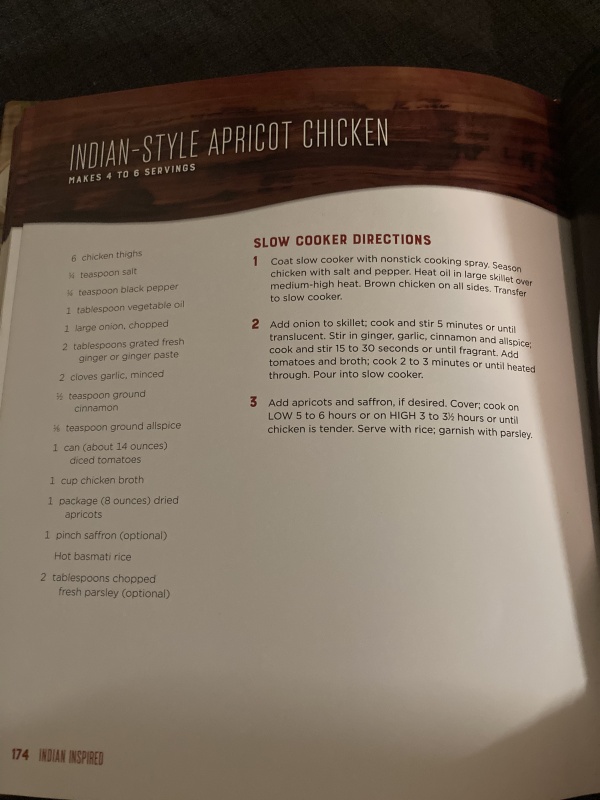 INDIAN-STYLE APRICOT CHICKEN
MAKES 4 TO 6 SERVINGS
6 chicken thighs
teaspoon salt
teaspoon black pepper
1 tablespoon vegetable oil
1 large onion, chopped
2 tablespoons grated fresh
ginger or ginger paste
2 cloves garlic, minced
½ teaspoon ground
cinnamon
teaspoon ground allspice
1 can (about 14 ounces)
diced tomatoes
1 cup chicken broth
1 package (8 ounces) dried
apricots
1 pinch saffron (optional)
Hot basmati rice
2 tablespoons chopped
fresh parsley (optional)
SLOW COOKER DIRECTIONS
1 Coat slow cooker with nonstick cooking spray. Season
chicken with salt and pepper. Heat oil in large skillet over
medium-high heat. Brown chicken on all sides. Transfer
to slow cooker.
2 Add onion to skillet; cook and stir 5 minutes or until
translucent. Stir in ginger, garlic, cinnamon and allspice;
cook and stir 15 to 30 seconds or until fragrant. Add
tomatoes and broth; cook 2 to 3 minutes or until heated
through. Pour into slow cooker.
3 Add apricots and saffron, if desired. Cover; cook on
LOW 5 to 6 hours or on HIGH 3 to 3½ hours or until
chicken is tender. Serve with rice; garnish with parsley.
174 INDIAN INSPIRED